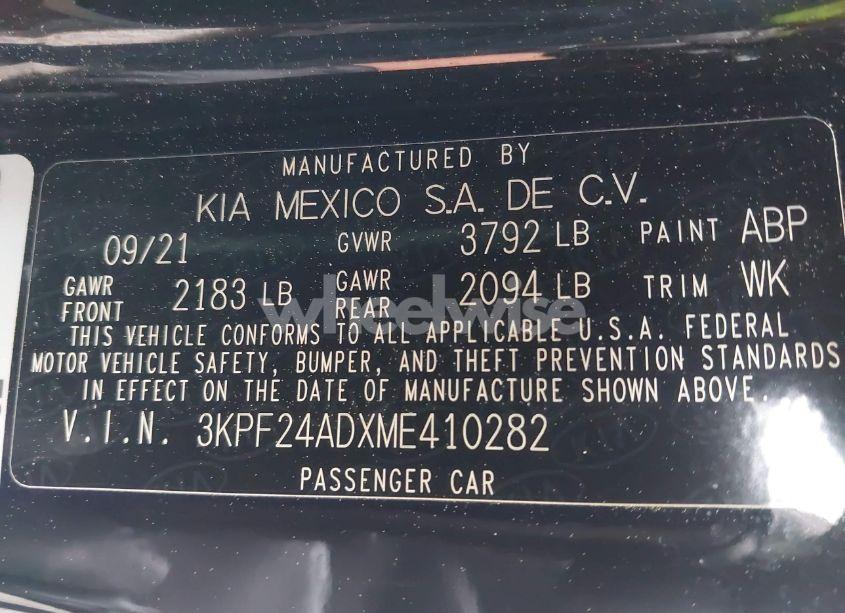 MANUFACTURED BY
KIA MEXICO S.A. DE C.V.
09/21 GVWR 3792 LB PAINT ABP
GAWR FRONT 2183 LB GAWR REAR 2094 LB TRIM WK
wheelwise
THIS VEHICLE CONFORMS TO ALL APPLICABLE U.S.A. FEDERAL
MOTOR VEHICLE SAFETY, BUMPER, AND THEFT PREVENTION STANDARDS
IN EFFECT ON THE DATE OF MANUFACTURE SHOWN ABOVE.
V.I.N. 3KPF24ADXME410282
PASSENGER CAR